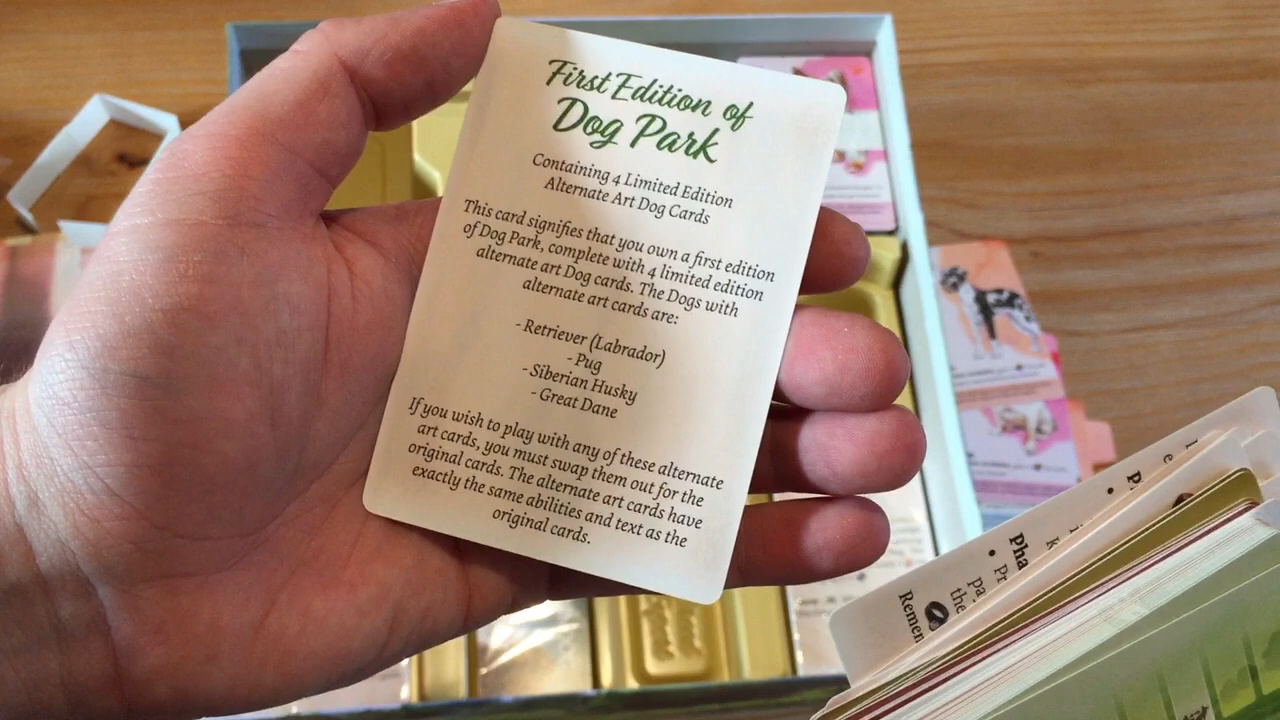 First Edition of
Dog Park
Containing 4 Limited Edition
Alternate Art Dog Cards
This card signifies that you own a first edition
of Dog Park, complete with 4 limited edition
alternate art Dog cards. The Dogs with
alternate art cards are:
- Retriever (Labrador)
- Pug
- Siberian Husky
- Great Dane
If you wish to play with any of these alternate
art cards, you must swap them out for the
original cards. The alternate art cards have
exactly the same abilities and text as the
original cards.
Pha
Pr
pa
the
Remen